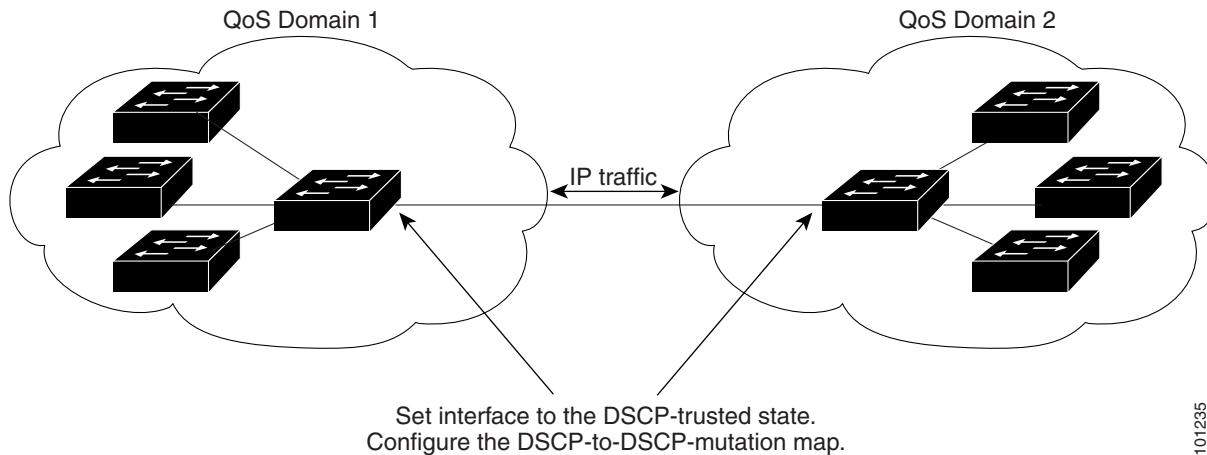 QoS Domain 1
QoS Domain 2
IP traffic
Set interface to the DSCP-trusted state.
Configure the DSCP-to-DSCP-mutation map.
101235